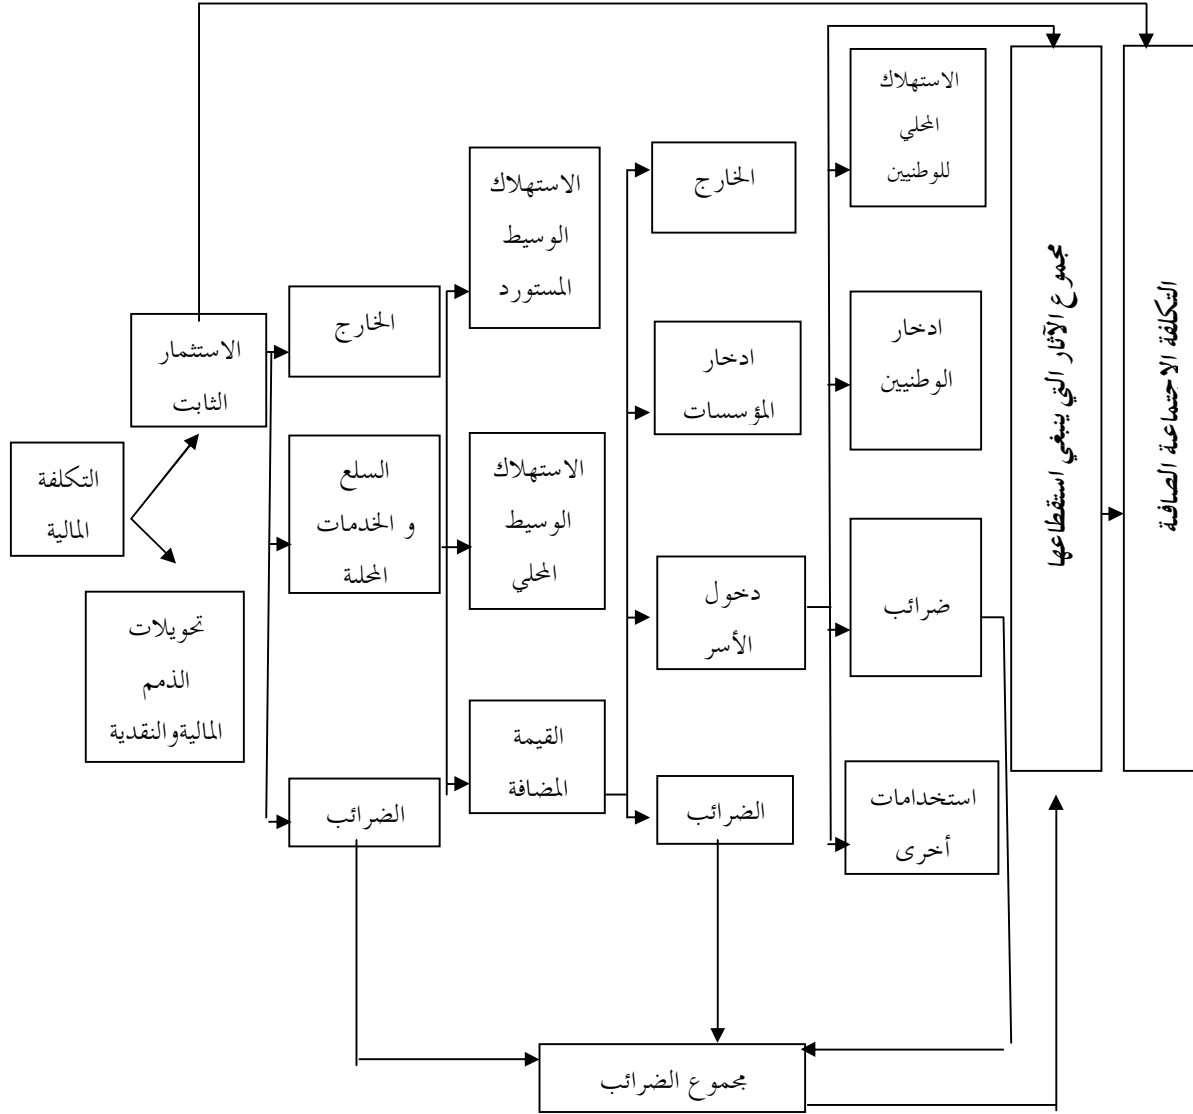 التكلفة
المالية
الاستثمار
الثابت
تحويلات
الذمم
المالية والنقدية
الخارج
السلع
و الخدمات
المحلية
الضرائب
الاستهلاك
الوسيط
المستورد
الاستهلاك
الوسيط
المحلي
القيمة
المضافة
الخارج
ادخار
المؤسسات
دخول
الأسر
الضرائب
الاستهلاك
المحلي
للوطنيين
ادخار
الوطنيين
ضرائب
استخدامات
أخرى
مجموع الآثار التي ينبغي استقطاعها
التكلفة الاجتماعية الصافية
مجموع الضرائب